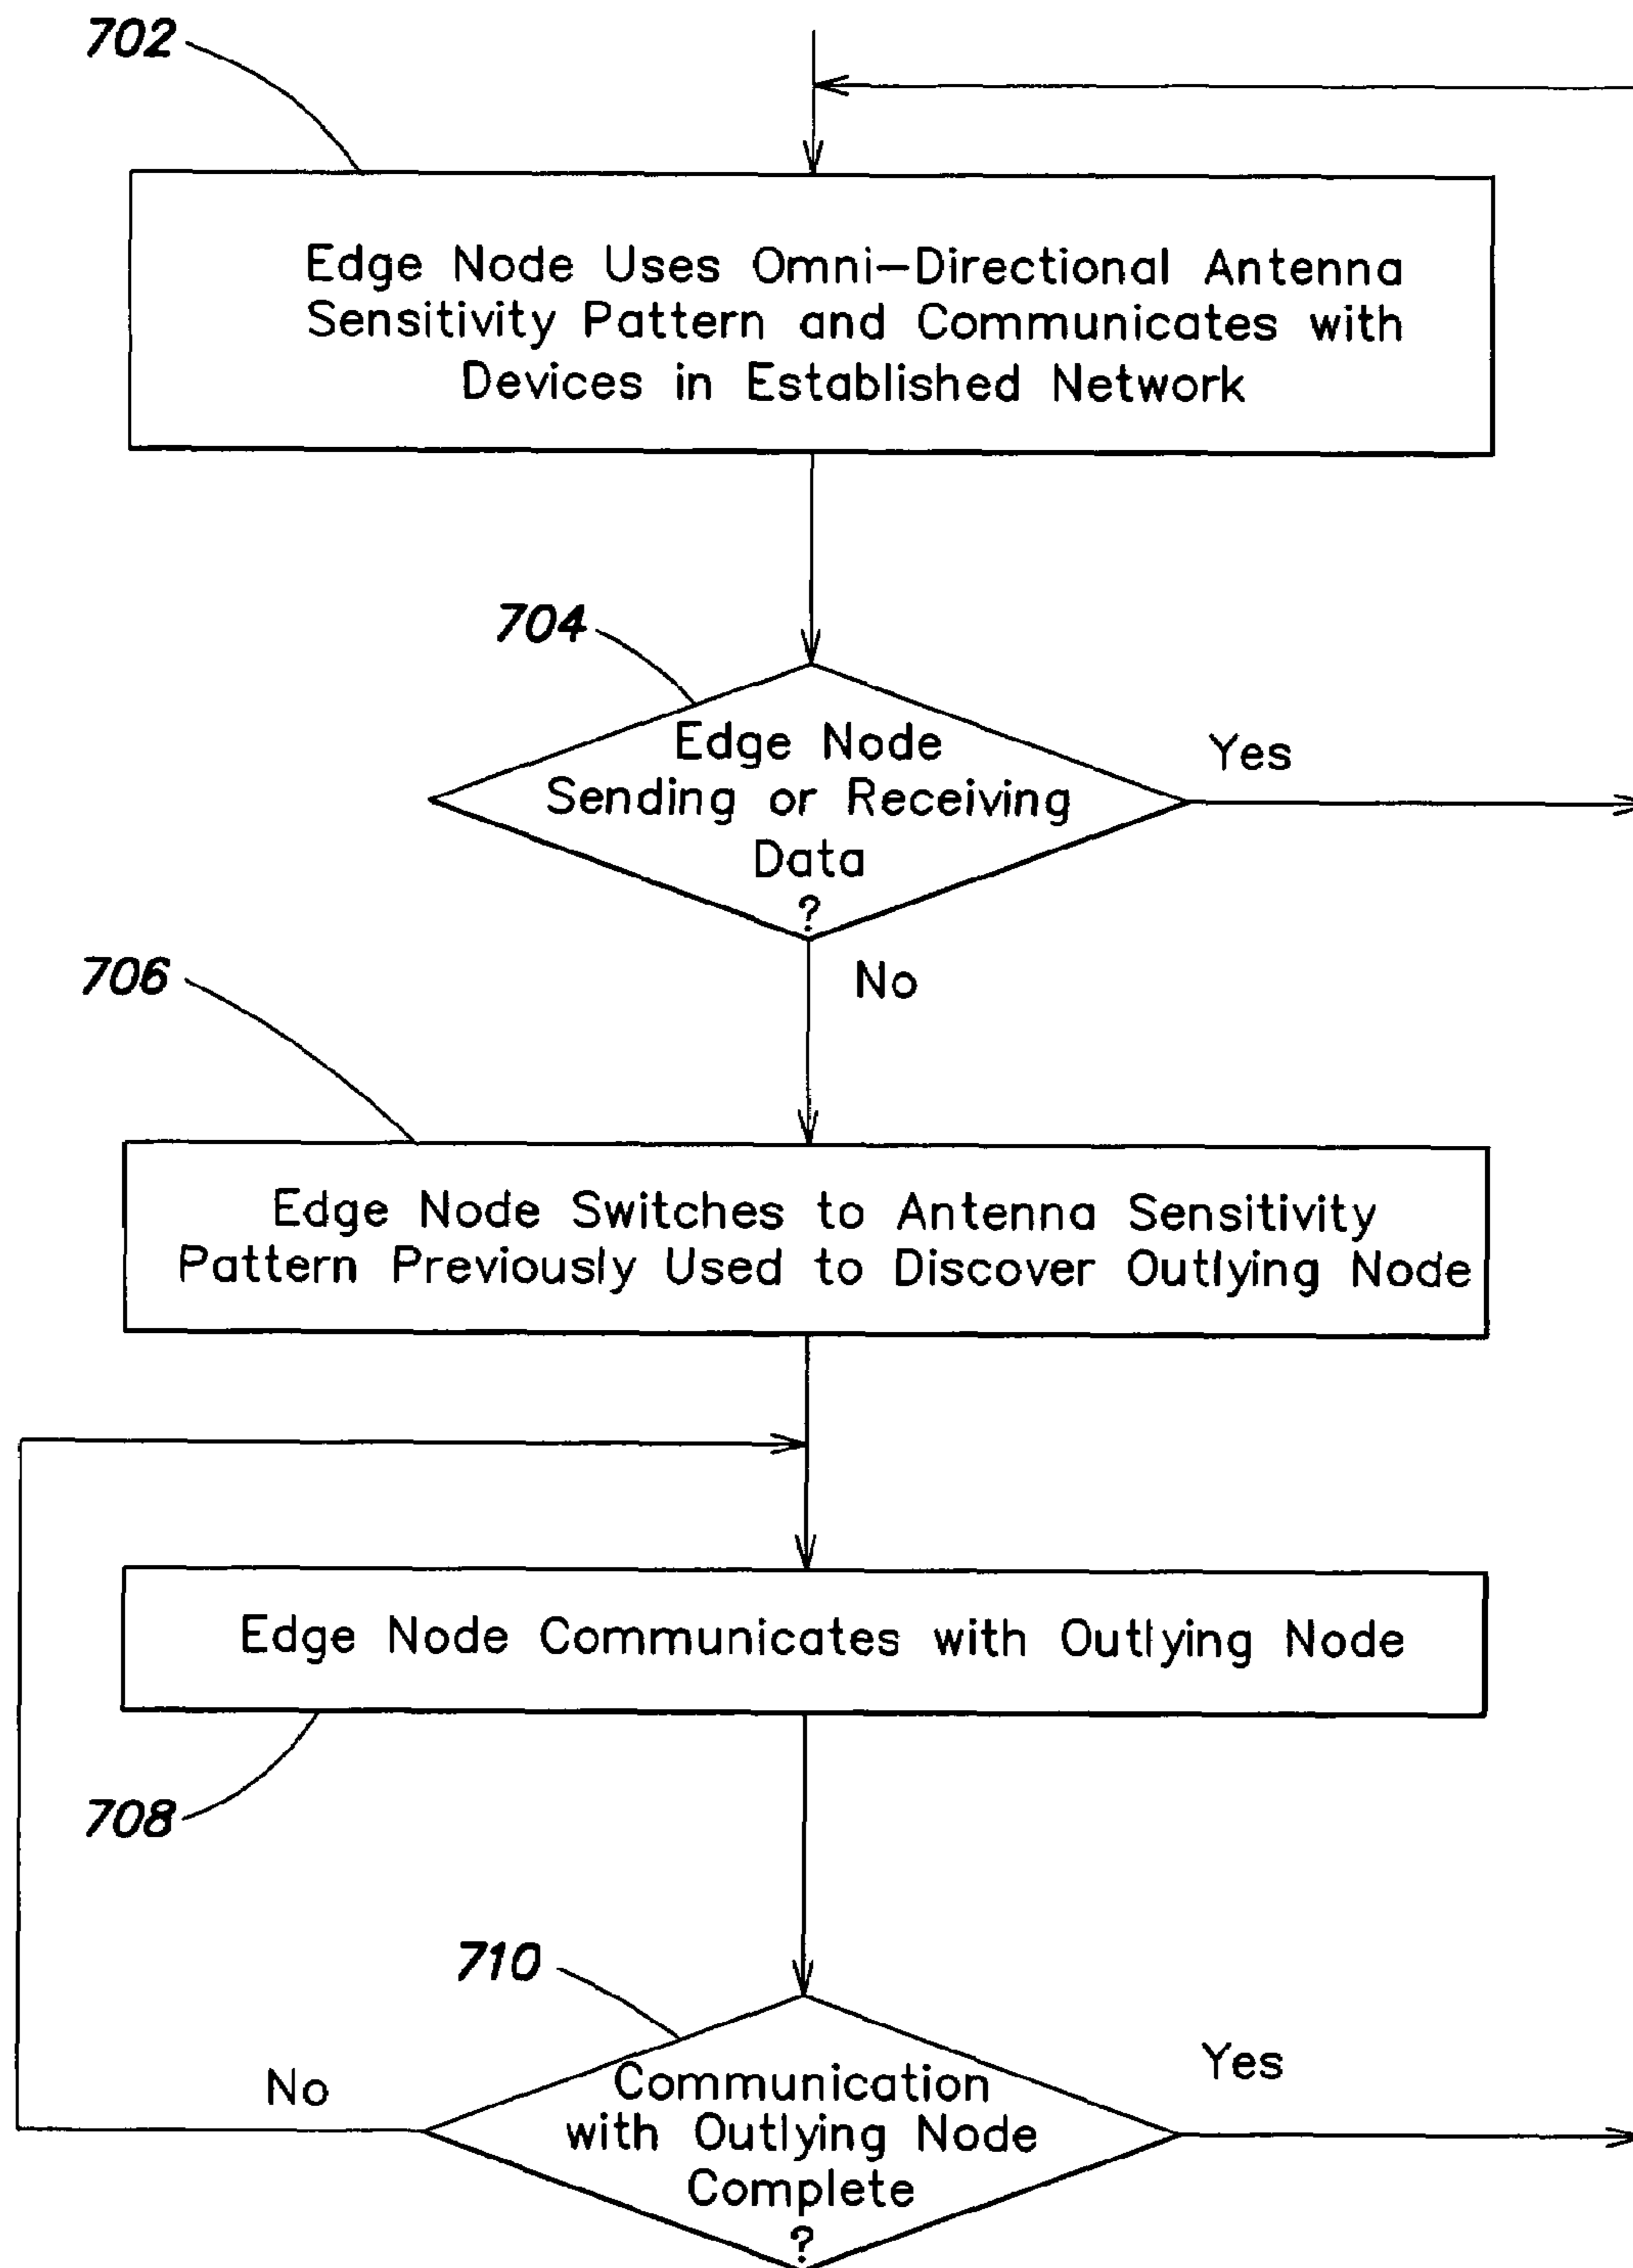 702
Edge Node Uses Omni-Directional Antenna
Sensitivity Pattern and Communicates with
Devices in Established Network
704
Edge Node
Sending or Receiving
Data
?
Yes
No
706
Edge Node Switches to Antenna Sensitivity
Pattern Previously Used to Discover Outlying Node
Edge Node Communicates with Outlying Node
708
710
Communication
with Outlying Node
Complete
?
No
Yes